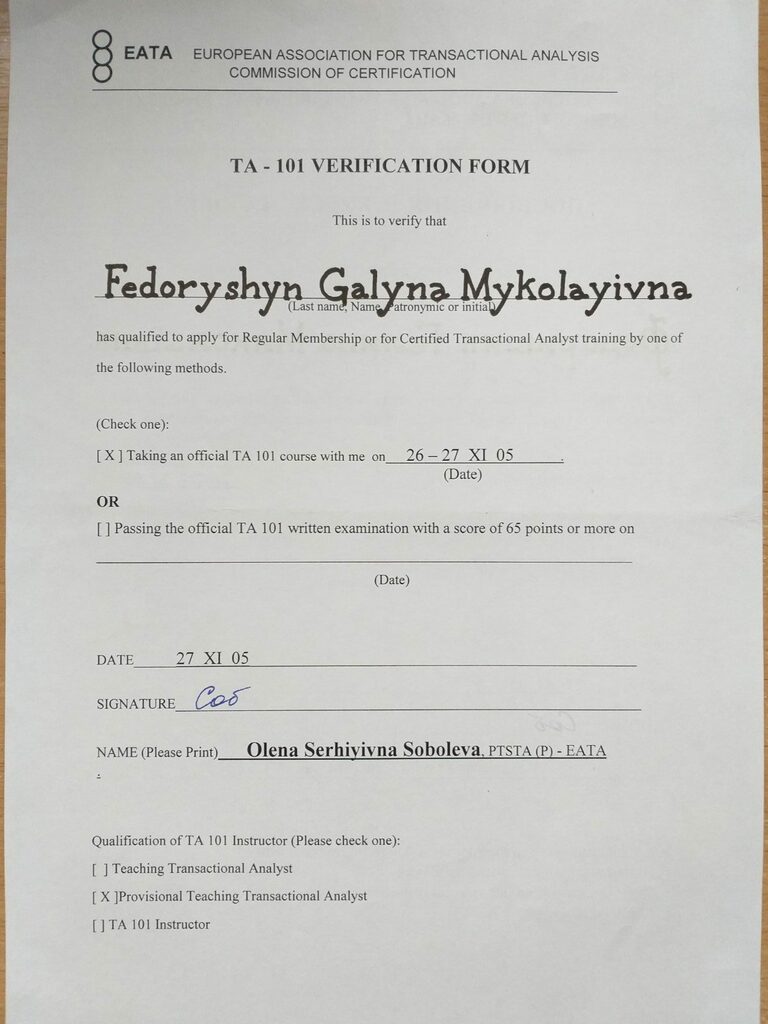 EATA EUROPEAN ASSOCIATION FOR TRANSACTIONAL ANALYSIS
COMMISSION OF CERTIFICATION
TA - 101 VERIFICATION FORM
This is to verify that
Fedoryshyn Galyna Mykolayivna
(Last name, Name, Patronymic or initial)
has qualified to apply for Regular Membership or for Certified Transactional Analyst training by one of
the following methods.
(Check one):
[ X ] Taking an official TA 101 course with me on 26 – 27 XI 05 .
(Date)
OR
[ ] Passing the official TA 101 written examination with a score of 65 points or more on
(Date)
DATE 27 XI 05
SIGNATURE Соб
NAME (Please Print) Olena Serhiyivna Soboleva, PTSTA (P) - EATA
.
Qualification of TA 101 Instructor (Please check one):
[ ] Teaching Transactional Analyst
[ X ]Provisional Teaching Transactional Analyst
[ ] TA 101 Instructor